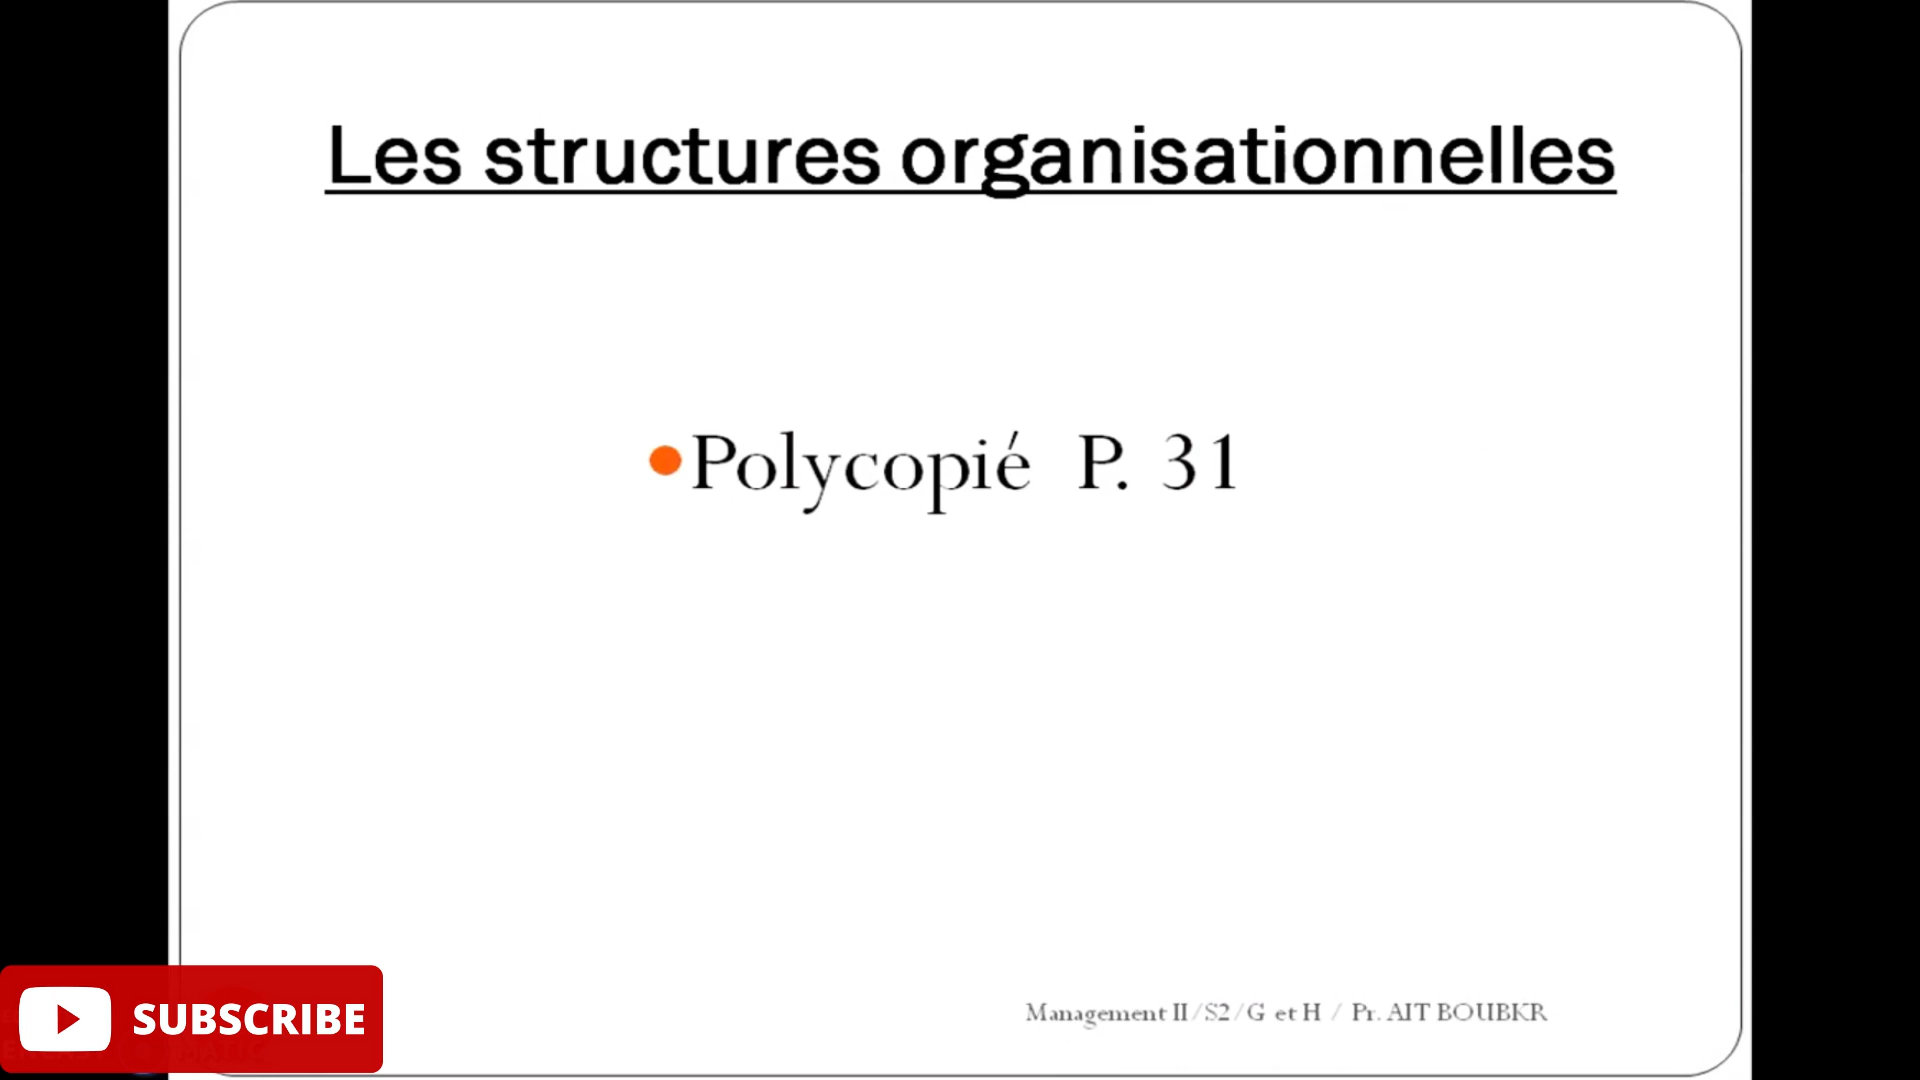 Les structures organisationnelles
•Polycopié P. 31
Management II/S2/G et H / Pr. AIT BOUBKR
SUBSCRIBE